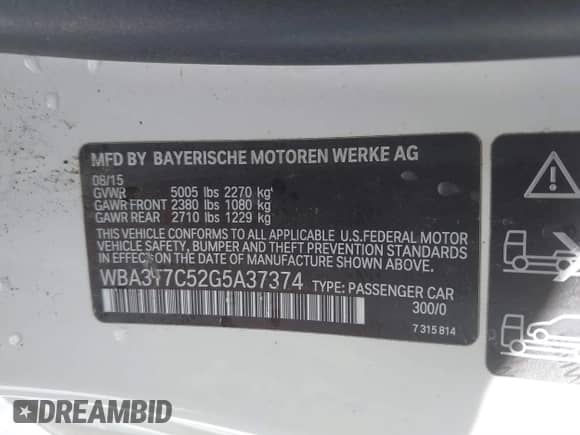 MFD BY BAYERISCHE MOTOREN WERKE AG
08/15
GVWR 5005 lbs 2270 kg
GAWR FRONT 2380 lbs 1080 kg
GAWR REAR 2710 lbs 1229 kg
THIS VEHICLE CONFORMS TO ALL APPLICABLE U.S.FEDERAL MOTOR
VEHICLE SAFETY, BUMPER AND THEFT PREVENTION STANDARDS
IN EFFECT ON THE DATE OF MANUFACTURE SHOWN ABOVE.
WBA3T7C52G5A37374 TYPE: PASSENGER CAR
300/0
7 315 814
DREAMBID